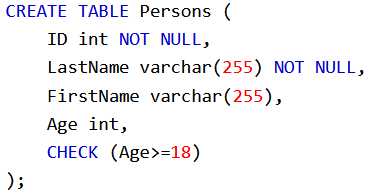 CREATE TABLE Persons (
    ID int NOT NULL,
    LastName varchar(255) NOT NULL,
    FirstName varchar(255),
    Age int,
    CHECK (Age>=18)
);